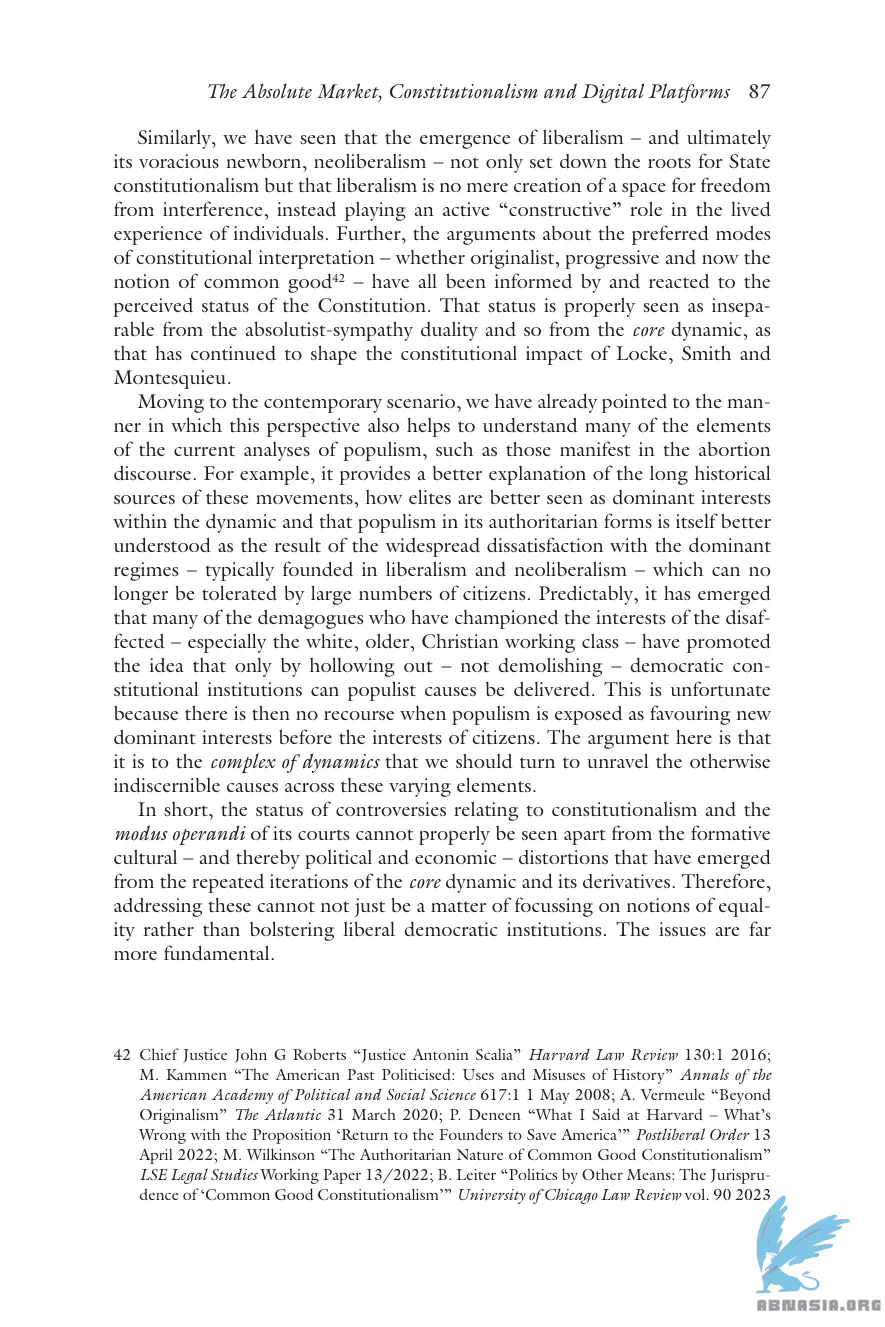 The Absolute Market, Constitutionalism and Digital Platforms 87
Similarly, we have seen that the emergence of liberalism – and ultimately
its voracious newborn, neoliberalism – not only set down the roots for State
constitutionalism but that liberalism is no mere creation of a space for freedom
from interference, instead playing an active “constructive” role in the lived
experience of individuals. Further, the arguments about the preferred modes
of constitutional interpretation – whether originalist, progressive and now the
notion of common good⁴² – have all been informed by and reacted to the
perceived status of the Constitution. That status is properly seen as insepa-
rable from the absolutist-sympathy duality and so from the core dynamic, as
that has continued to shape the constitutional impact of Locke, Smith and
Montesquieu.
Moving to the contemporary scenario, we have already pointed to the man-
ner in which this perspective also helps to understand many of the elements
of the current analyses of populism, such as those manifest in the abortion
discourse. For example, it provides a better explanation of the long historical
sources of these movements, how elites are better seen as dominant interests
within the dynamic and that populism in its authoritarian forms is itself better
understood as the result of the widespread dissatisfaction with the dominant
regimes – typically founded in liberalism and neoliberalism – which can no
longer be tolerated by large numbers of citizens. Predictably, it has emerged
that many of the demagogues who have championed the interests of the disaf-
fected – especially the white, older, Christian working class – have promoted
the idea that only by hollowing out – not demolishing – democratic con-
stitutional institutions can populist causes be delivered. This is unfortunate
because there is then no recourse when populism is exposed as favouring new
dominant interests before the interests of citizens. The argument here is that
it is to the complex of dynamics that we should turn to unravel the otherwise
indiscernible causes across these varying elements.
In short, the status of controversies relating to constitutionalism and the
modus operandi of its courts cannot properly be seen apart from the formative
cultural – and thereby political and economic – distortions that have emerged
from the repeated iterations of the core dynamic and its derivatives. Therefore,
addressing these cannot not just be a matter of focussing on notions of equal-
ity rather than bolstering liberal democratic institutions. The issues are far
more fundamental.
42 Chief Justice John G Roberts “Justice Antonin Scalia” Harvard Law Review 130:1 2016;
M. Kammen “The American Past Politicised: Uses and Misuses of History” Annals of the
American Academy of Political and Social Science 617:1 1 May 2008; A. Vermeule “Beyond
Originalism” The Atlantic 31 March 2020; P. Deneen “What I Said at Harvard – What’s
Wrong with the Proposition ‘Return to the Founders to Save America’” Postliberal Order 13
April 2022; M. Wilkinson “The Authoritarian Nature of Common Good Constitutionalism”
LSE Legal Studies Working Paper 13/2022; B. Leiter “Politics by Other Means: The Jurispru-
dence of ‘Common Good Constitutionalism’” University of Chicago Law Review vol. 90 2023
ABNASIA.ORG